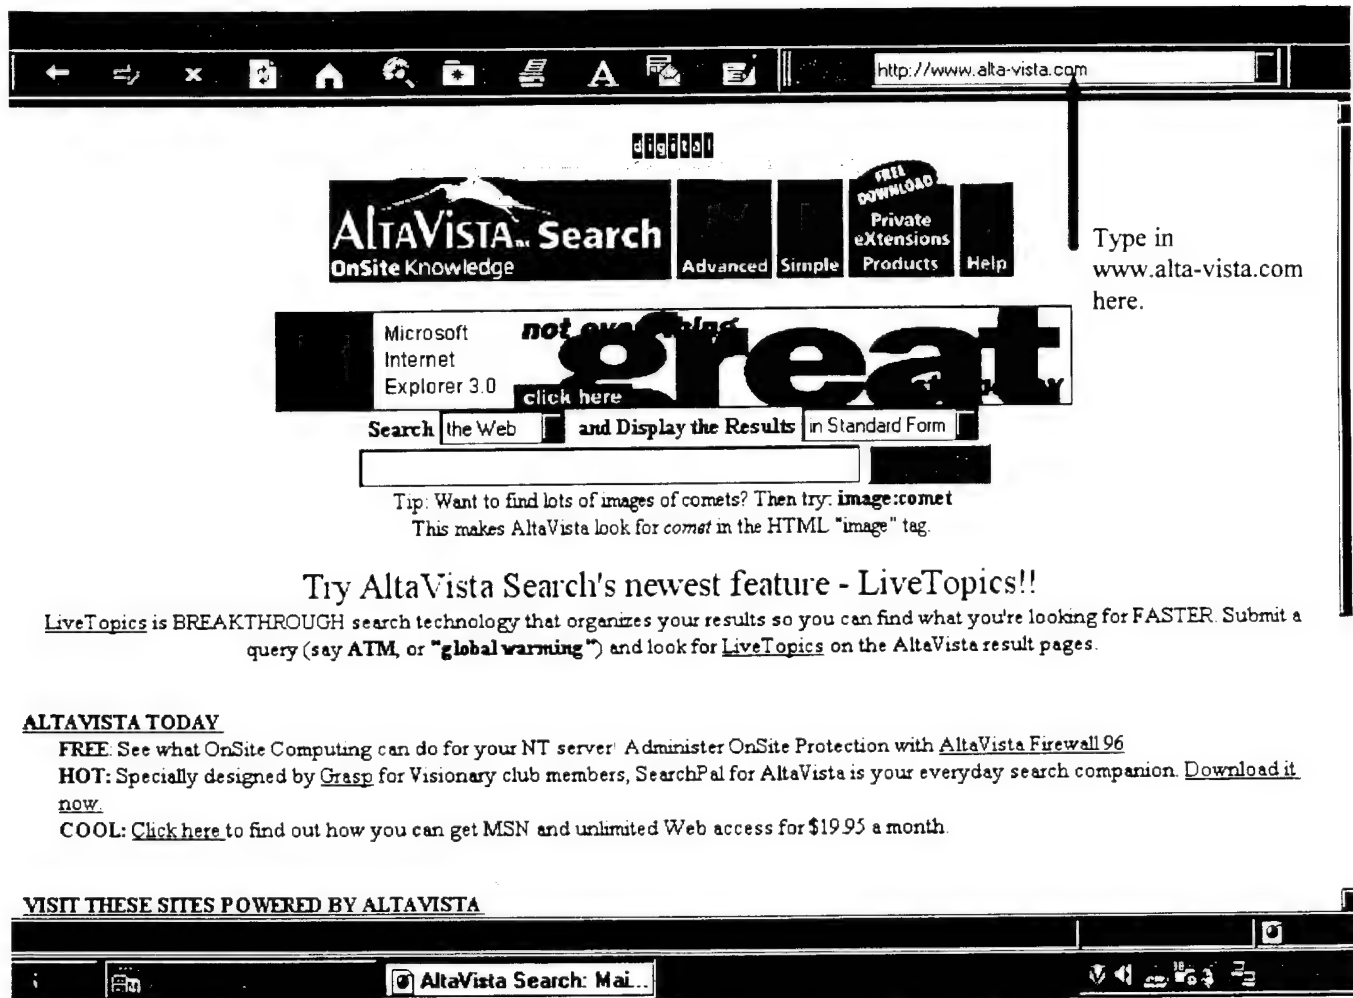 http://www.alta-vista.com
digital
ALTAVISTA Search
OnSite Knowledge
Advanced
Simple
FREE DOWNLOAD
Private eXtensions Products
Help
Type in
www.alta-vista.com
here.
Microsoft
Internet
Explorer 3.0
not
great
click here
Search the Web and Display the Results in Standard Form
Tip: Want to find lots of images of comets? Then try: image:comet
This makes AltaVista look for comet in the HTML "image" tag.
Try AltaVista Search's newest feature - LiveTopics!!
LiveTopics is BREAKTHROUGH search technology that organizes your results so you can find what you're looking for FASTER. Submit a
query (say ATM, or "global warming") and look for LiveTopics on the AltaVista result pages.
ALTAVISTA TODAY
FREE: See what OnSite Computing can do for your NT server! Administer OnSite Protection with AltaVista Firewall 96
HOT: Specially designed by Grasp for Visionary club members, SearchPal for AltaVista is your everyday search companion. Download it
now.
COOL: Click here to find out how you can get MSN and unlimited Web access for $19.95 a month.
VISIT THESE SITES POWERED BY ALTAVISTA
AltaVista Search: Mai...